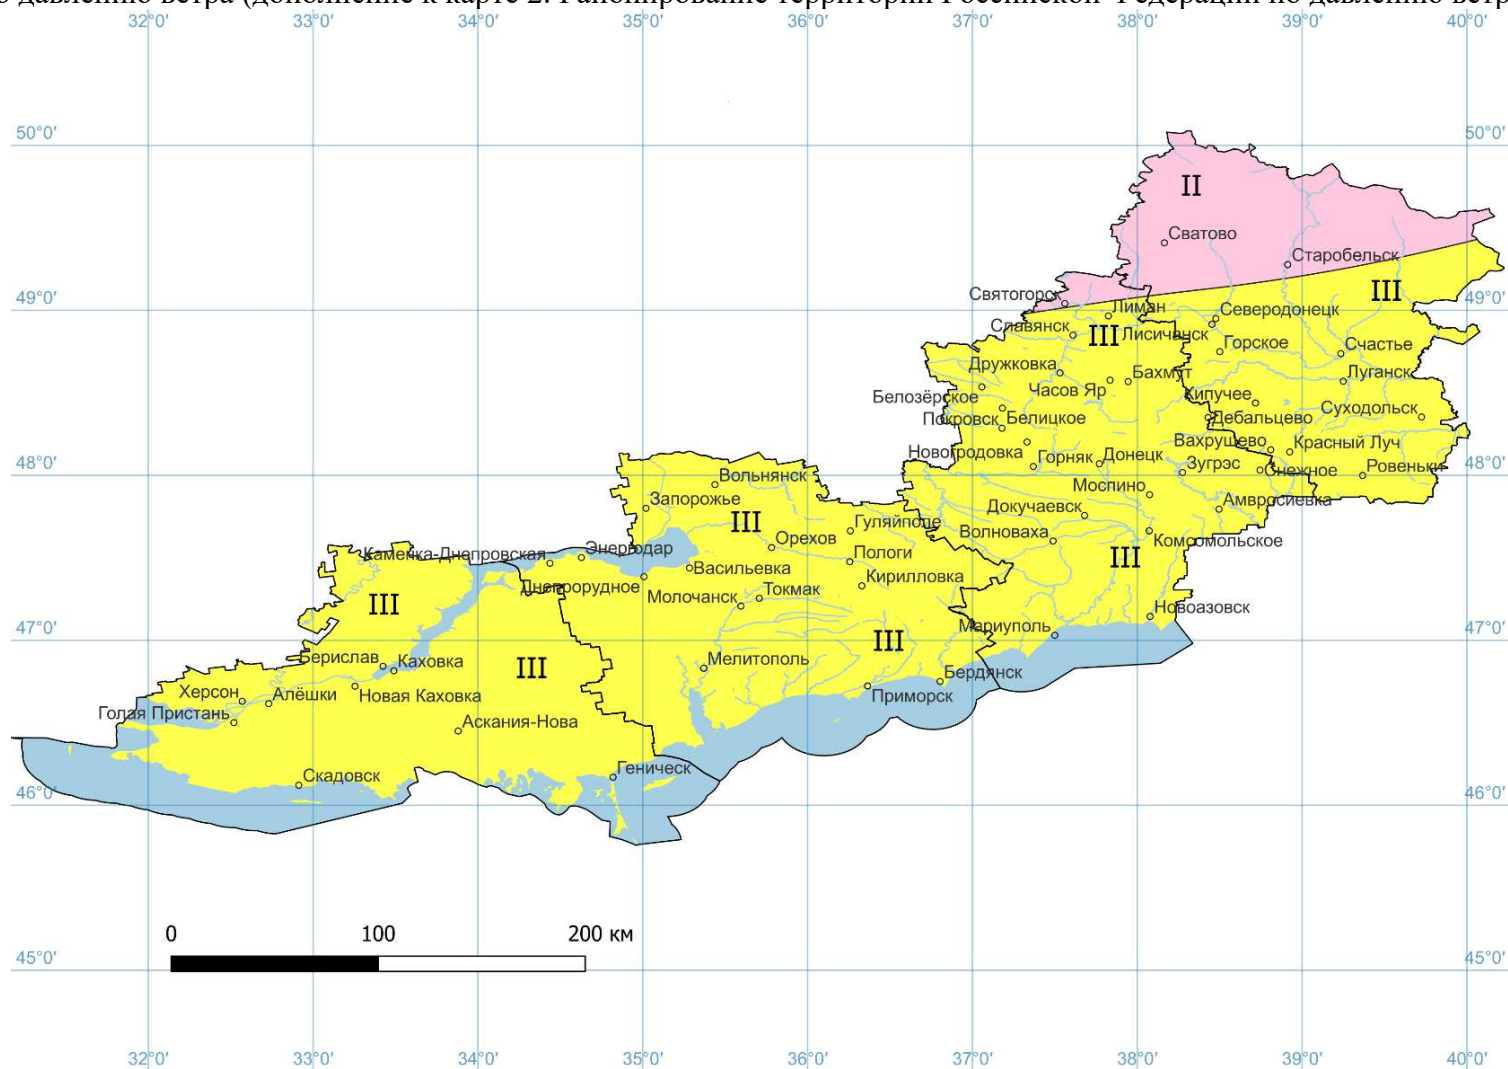 о давлению ветра (дополнение к карте 2. Районирование территории Российской Федерации по давлению ветр
32°0′ 33°0′ 34°0′ 35°0′ 36°0′ 37°0′ 38°0′ 39°0′ 40°0′
50°0′ 50°0′
II
Сватово
Старобельск
49°0′ Святогорск III 49°0′
Лиман Северодонецк
Славянск III Лисичанск
Горское Счастье
Дружковка Бахмут Луганск
Белозёрское Часов Яр Кипучее
Покровск Белицкое Дебальцево Суходольск
Новогродовка Горняк Донецк Вахрушево Красный Луч
48°0′ Вольнянск Зугрэс Снежное Ровеньки 48°0′
Запорожье Моспино
III Гуляйполе Докучаевск Амвросиевка
Орехов Волноваха Комсомольское
Каменка-Днепровская Энергодар Пологи III
Васильевка Кирилловка
Днепрорудное Молочанск Токмак
III Новоазовск
47°0′ III Мариуполь 47°0′
Берислав Каховка III Мелитополь Бердянск
Херсон Алёшки Новая Каховка Приморск
Голая Пристань Аскания-Нова
Скадовск Геническ
46°0′ 46°0′
0 100 200 км
45°0′ 45°0′
32°0′ 33°0′ 34°0′ 35°0′ 36°0′ 37°0′ 38°0′ 39°0′ 40°0′